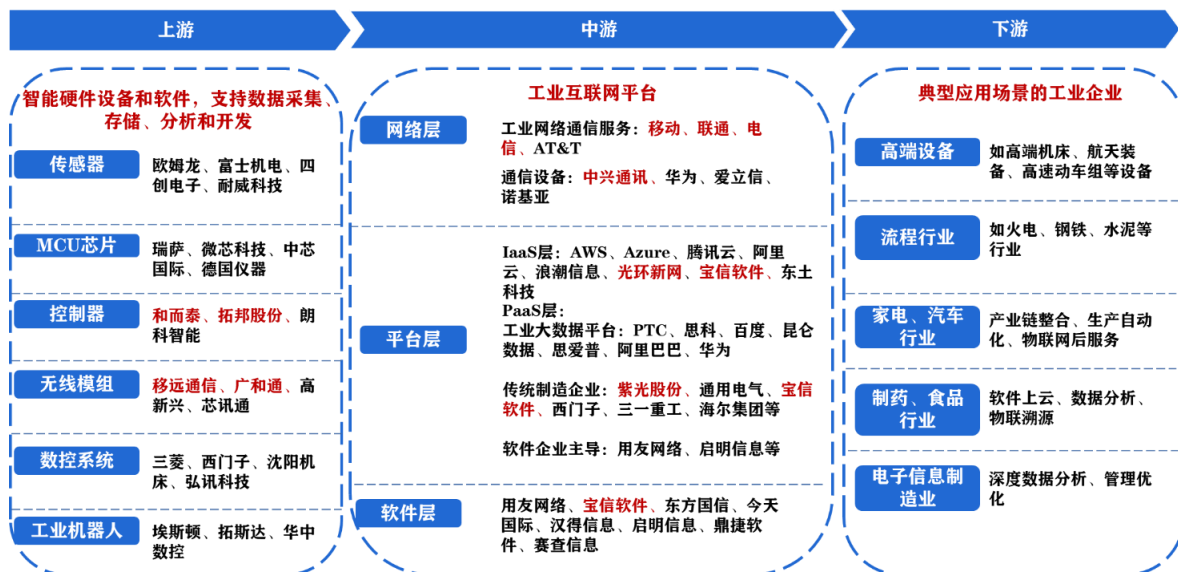 上游
中游
下游
智能硬件设备和软件，支持数据采集、
存储、分析和开发
传感器
欧姆龙、富士机电、四
创电子、耐威科技
MCU芯片
瑞萨、微芯科技、中芯
国际、德国仪器
控制器
和而泰、拓邦股份、朗
科智能
无线模组
移远通信、广和通、高
新兴、芯讯通
数控系统
三菱、西门子、沈阳机
床、弘讯科技
工业机器人
埃斯顿、拓斯达、华中
数控
工业互联网平台
网络层
工业网络通信服务：移动、联通、电
信、AT&T
通信设备：中兴通讯、华为、爱立信、
诺基亚
平台层
IaaS层：AWS、Azure、腾讯云、阿里
云、浪潮信息、光环新网、宝信软件、东土
科技
PaaS层：
工业大数据平台：PTC、思科、百度、昆仑
数据、思爱普、阿里巴巴、华为
传统制造企业：紫光股份、通用电气、宝信
软件、西门子、三一重工、海尔集团等
软件企业主导：用友网络、启明信息等
软件层
用友网络、宝信软件、东方国信、今天
国际、汉得信息、启明信息、鼎捷软
件、赛查信息
典型应用场景的工业企业
高端设备
如高端机床、航天装
备、高速动车组等设备
流程行业
如火电、钢铁、水泥等
行业
家电、汽车
行业
产业链整合、生产自动
化、物联网后服务
制药、食品
行业
软件上云、数据分析、
物联溯源
电子信息制
造业
深度数据分析、管理优
化